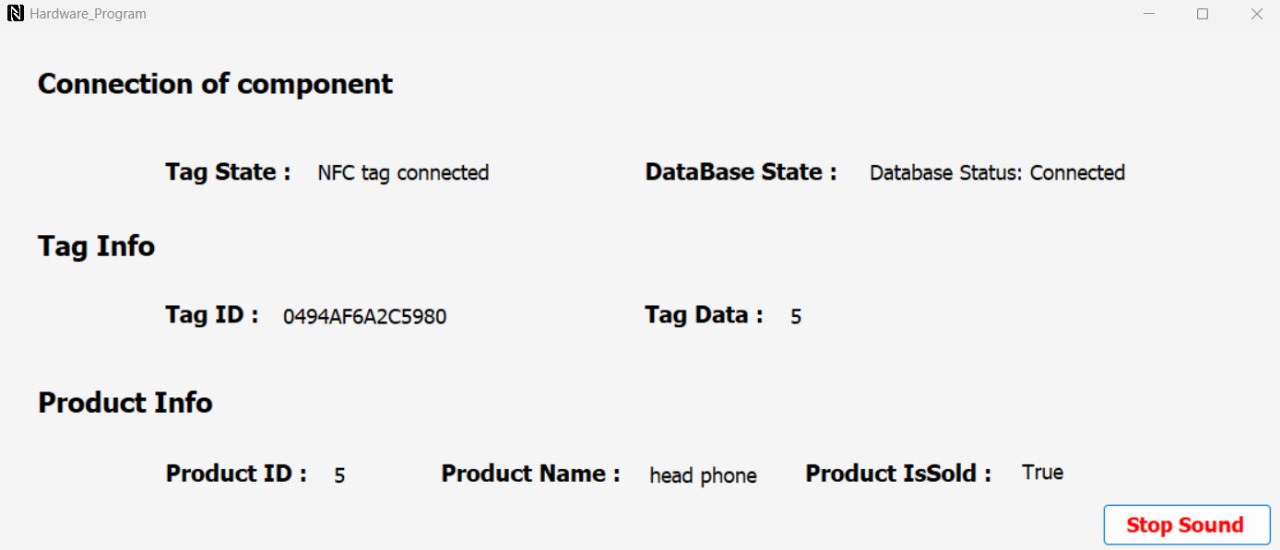 Hardware_Program
Connection of component
Tag State : NFC tag connected DataBase State : Database Status: Connected
Tag Info
Tag ID : 0494AF6A2C5980 Tag Data : 5
Product Info
Product ID : 5 Product Name : head phone Product IsSold : True
Stop Sound